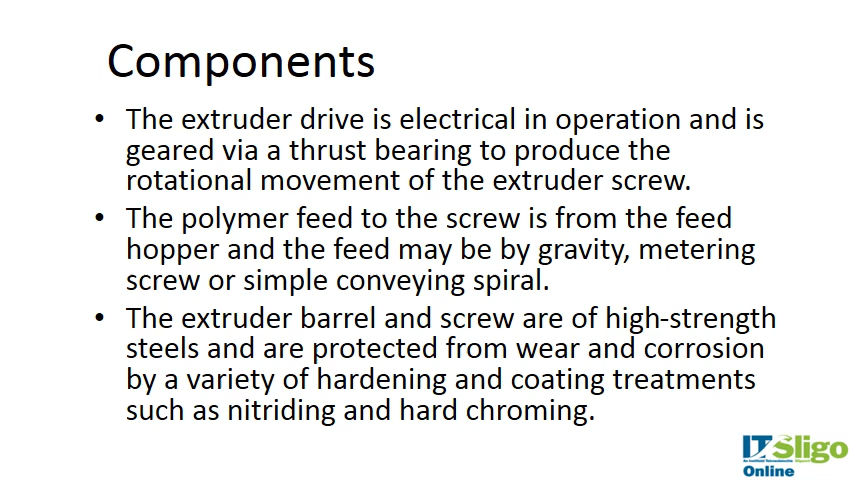 Components
• The extruder drive is electrical in operation and is
geared via a thrust bearing to produce the
rotational movement of the extruder screw.
• The polymer feed to the screw is from the feed
hopper and the feed may be by gravity, metering
screw or simple conveying spiral.
• The extruder barrel and screw are of high-strength
steels and are protected from wear and corrosion
by a variety of hardening and coating treatments
such as nitriding and hard chroming.
IT Sligo
Online